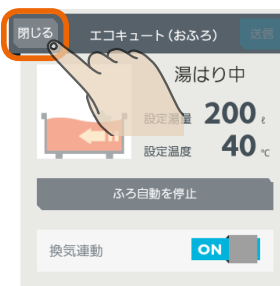 閉じる エコキュート(おふろ) 送信
湯はり中
設定湯量 200 ℓ
設定温度 40 ℃
ふろ自動を停止
換気連動 ON